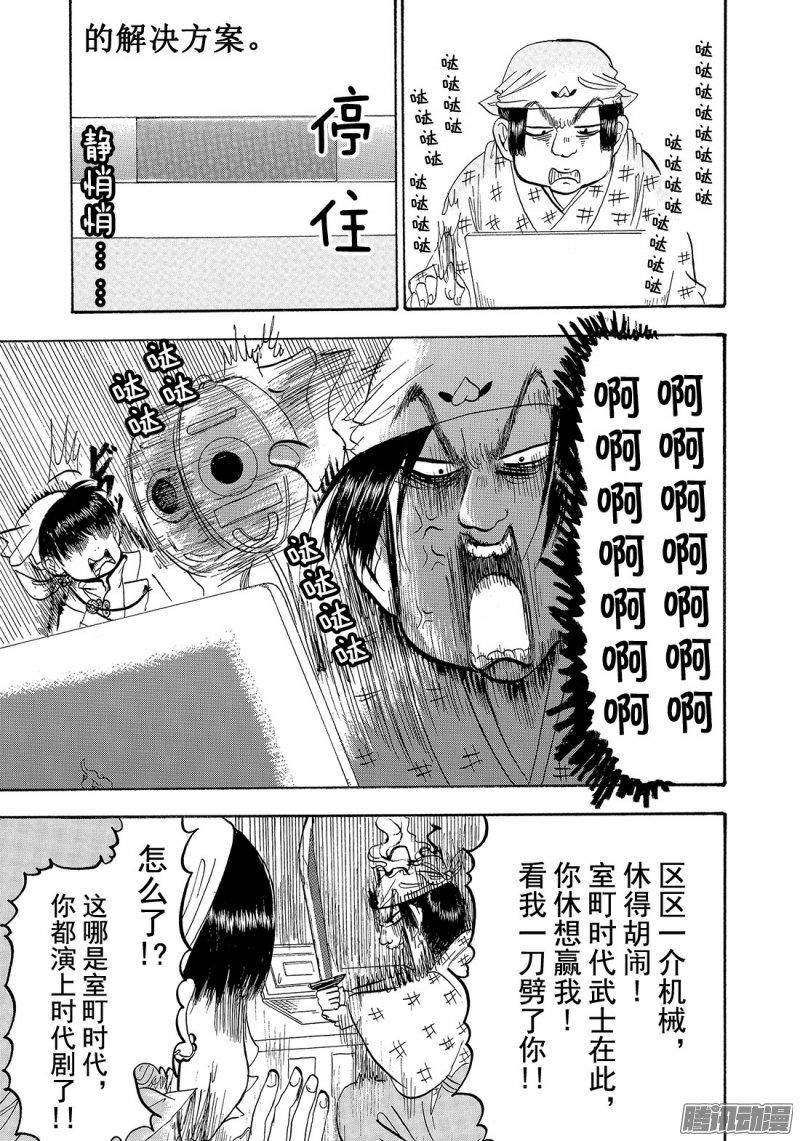 哒哒哒哒
哒哒哒哒哒
哒哒哒哒哒
哒哒哒哒哒
哒哒哒哒
哒哒哒哒
的解决方案。
停住
静悄悄……
啊啊啊啊啊啊啊
啊啊啊啊啊啊啊
哒哒哒
哒哒
哒哒哒哒
区区一介机械，
休得胡闹！
室町时代武士在此，
你休想赢我！
看我一刀劈了你！！
怎么了！？
这哪是室町时代，
你都演上时代剧了！！
腾讯动漫